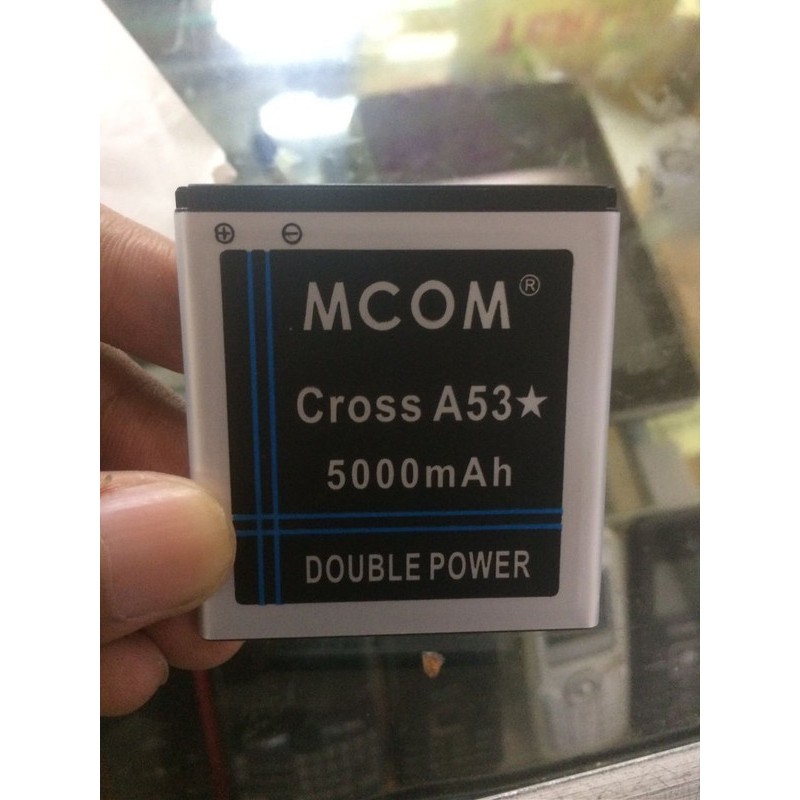 ⊕ ⊖
MCOM®
Cross A53★
5000mAh
DOUBLE POWER